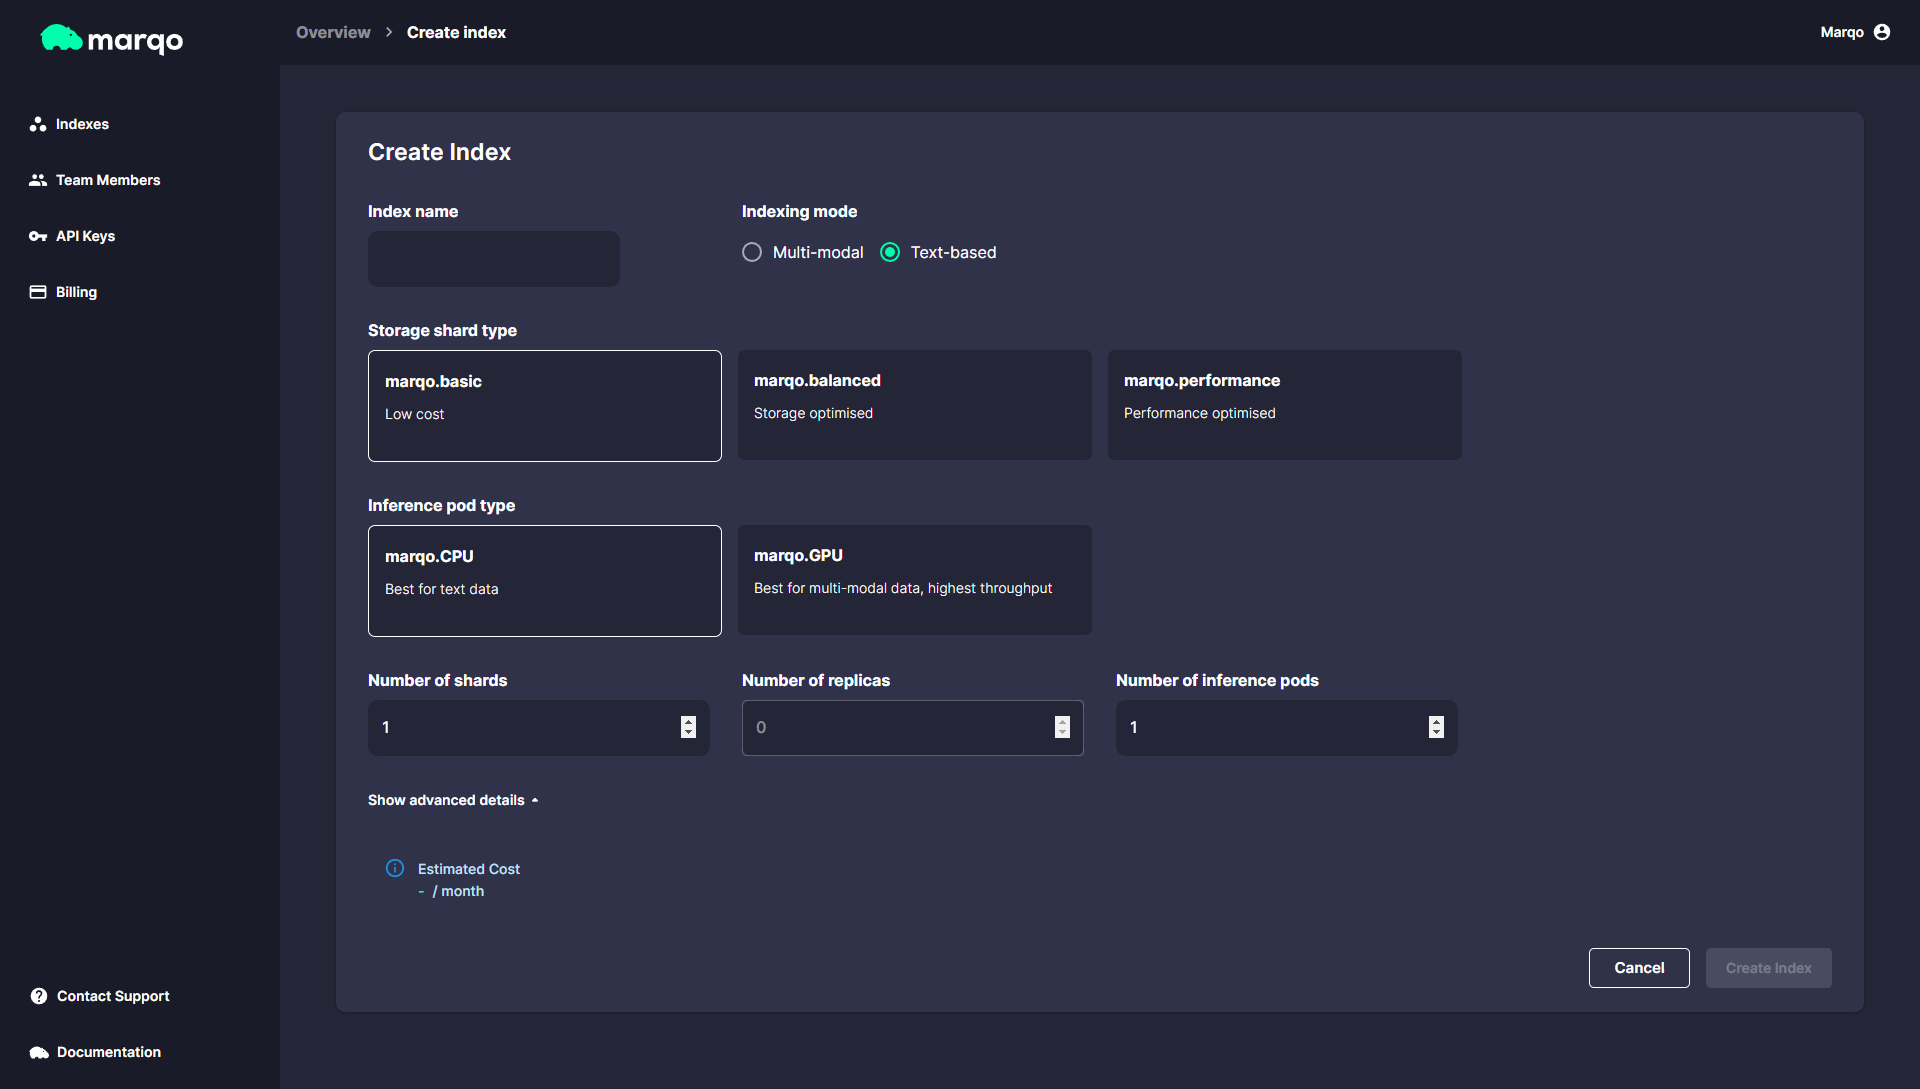 marqo
Overview > Create index
Marqo
Indexes
Team Members
API Keys
Billing
Contact Support
Documentation
Create Index
Index name
Indexing mode
Multi-modal Text-based
Storage shard type
marqo.basic
Low cost
marqo.balanced
Storage optimised
marqo.performance
Performance optimised
Inference pod type
marqo.CPU
Best for text data
marqo.GPU
Best for multi-modal data, highest throughput
Number of shards
1
Number of replicas
0
Number of inference pods
1
Show advanced details
Estimated Cost
- / month
Cancel
Create Index